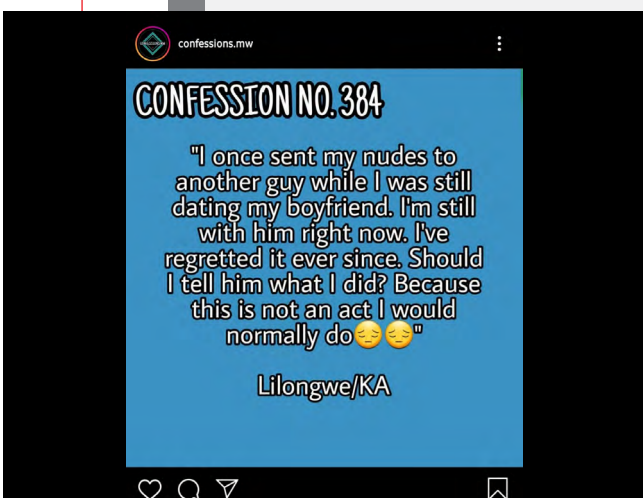 confessions.mw
CONFESSION NO. 384
"I once sent my nudes to
another guy while I was still
dating my boyfriend. I'm still
with him right now. I've
regretted it ever since. Should
I tell him what I did? Because
this is not an act I would
normally do😔😔"
Lilongwe/KA